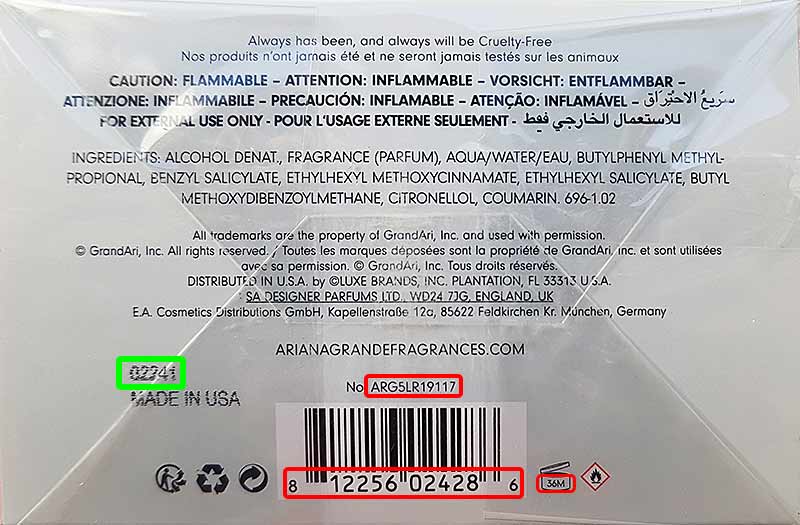 Always has been, and always will be Cruelty-Free
Nos produits n'ont jamais été et ne seront jamais testés sur les animaux
CAUTION: FLAMMABLE – ATTENTION: INFLAMMABLE – VORSICHT: ENTFLAMMBAR –
ATTENZIONE: INFLAMMABILE – PRECAUCIÓN: INFLAMABLE – ATENÇÃO: INFLAMÁVEL – سَرِيعُ الاحْتِرَاق
FOR EXTERNAL USE ONLY - POUR L'USAGE EXTERNE SEULEMENT - للاستعمال الخارجي فقط
INGREDIENTS: ALCOHOL DENAT., FRAGRANCE (PARFUM), AQUA/WATER/EAU, BUTYLPHENYL METHYL-
PROPIONAL, BENZYL SALICYLATE, ETHYLHEXYL METHOXYCINNAMATE, ETHYLHEXYL SALICYLATE, BUTYL
METHOXYDIBENZOYLMETHANE, CITRONELLOL, COUMARIN. 696-1.02
All trademarks are the property of GrandAri, Inc. and used with permission.
© GrandAri, Inc. All rights reserved. / Toutes les marques déposées sont la propriété de GrandAri, inc. et sont utilisées
avec sa permission. © GrandAri, Inc. Tous droits réservés.
DISTRIBUTED IN U.S.A. by ©LUXE BRANDS, INC. PLANTATION, FL 33313 U.S.A.
SA DESIGNER PARFUMS LTD., WD24 7JG, ENGLAND, UK
E.A. Cosmetics Distributions GmbH, Kapellenstraße 12a, 85622 Feldkirchen Kr. München, Germany
ARIANAGRANDEFRAGRANCES.COM
02941
MADE IN USA
No ARG5LR19117
8 12256 02428 6
36M